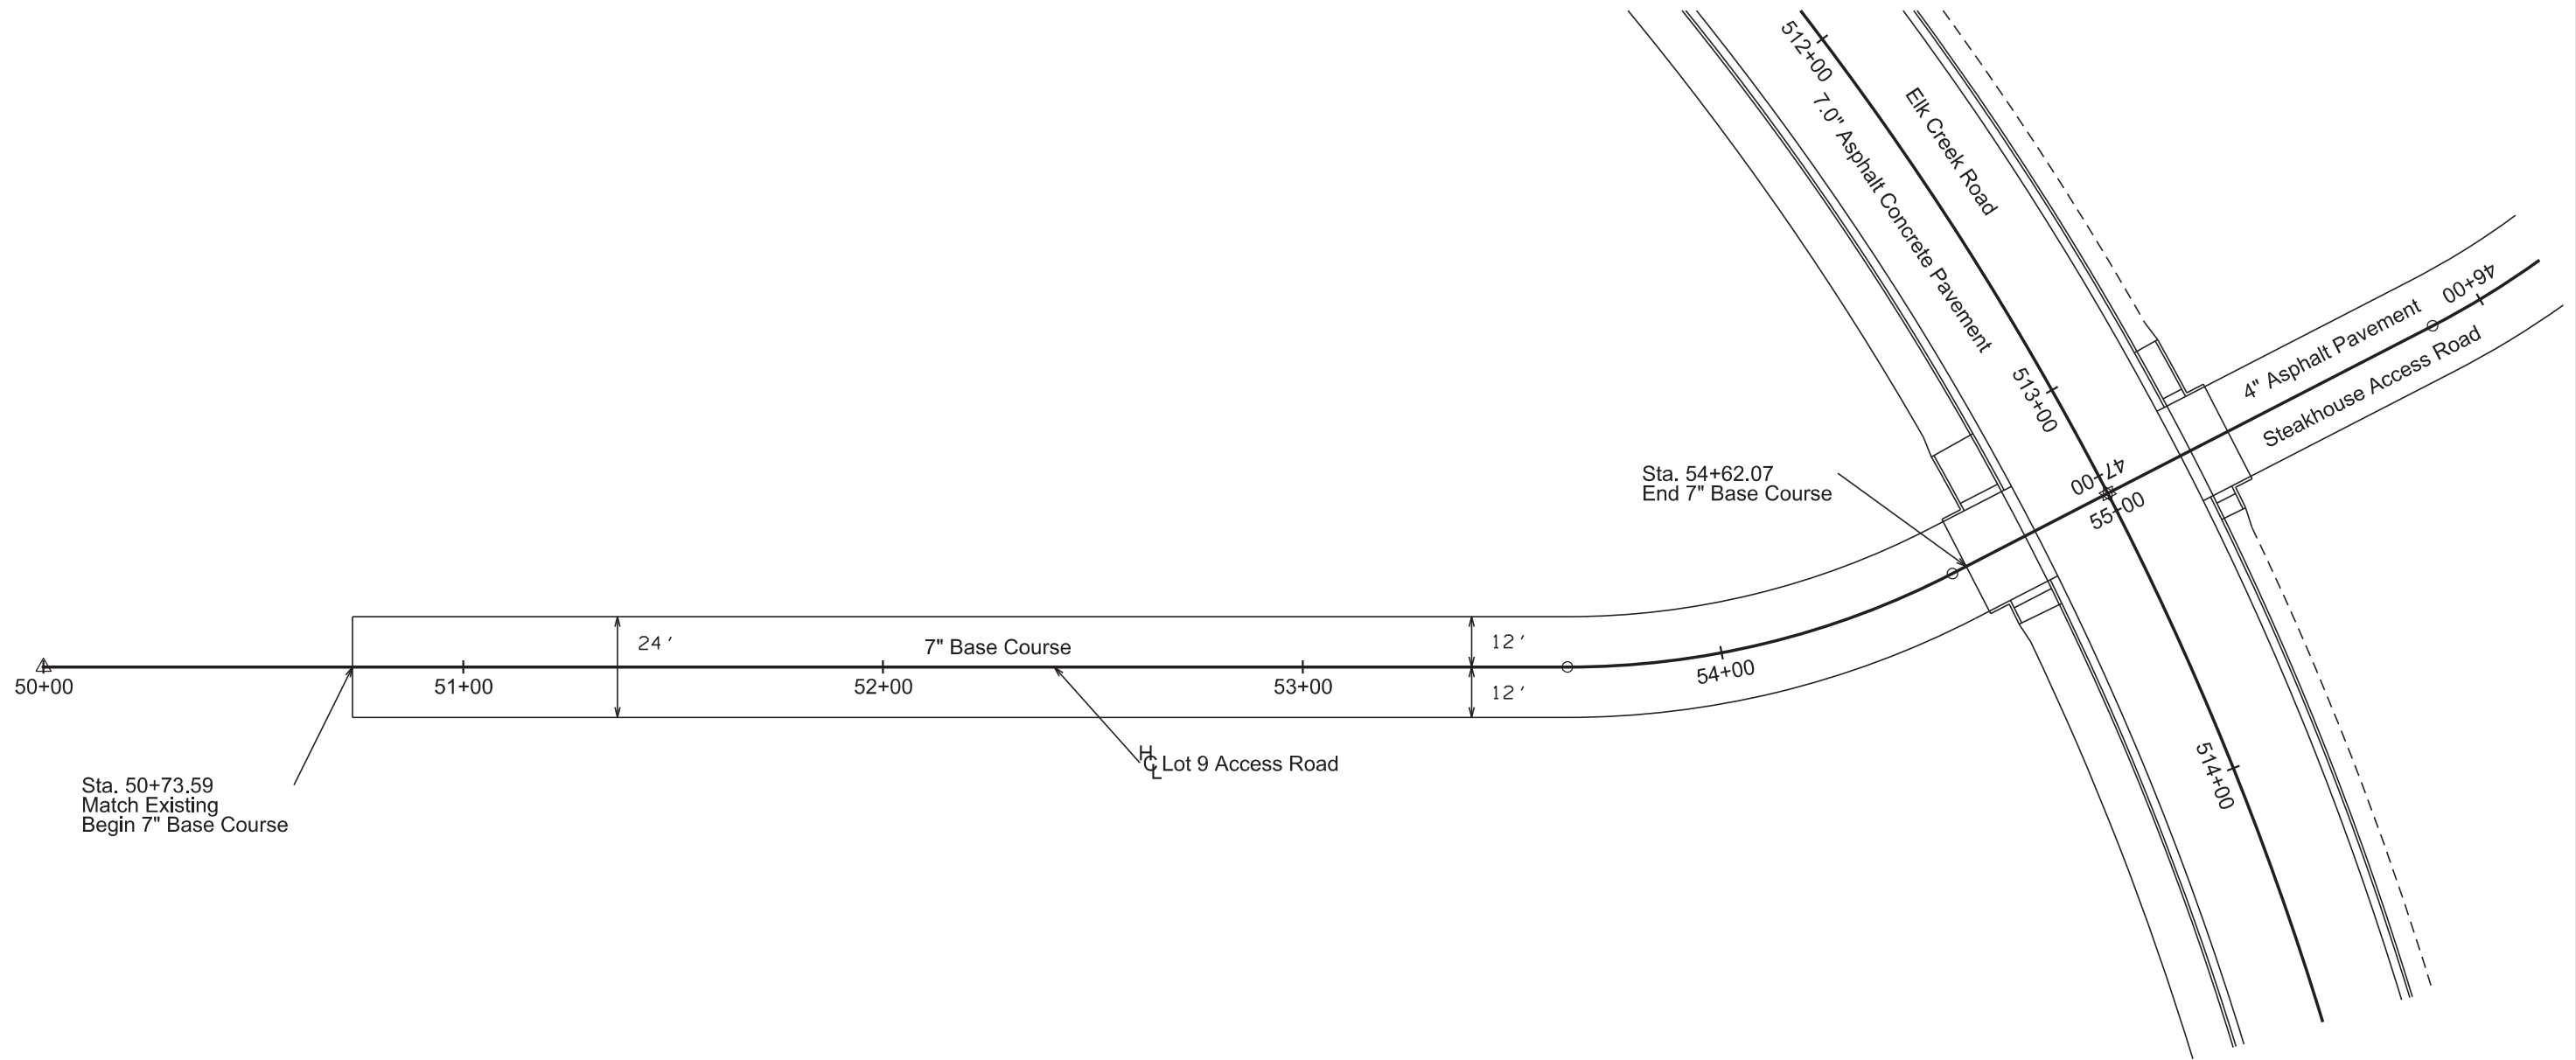 512+00
Elk Creek Road
7.0" Asphalt Concrete Pavement
46+00
4" Asphalt Pavement
Steakhouse Access Road
513+00
Sta. 54+62.07
End 7" Base Course
47+00
55+00
24'
7" Base Course
12'
50+00
51+00
52+00
53+00
54+00
12'
HCL Lot 9 Access Road
514+00
Sta. 50+73.59
Match Existing
Begin 7" Base Course